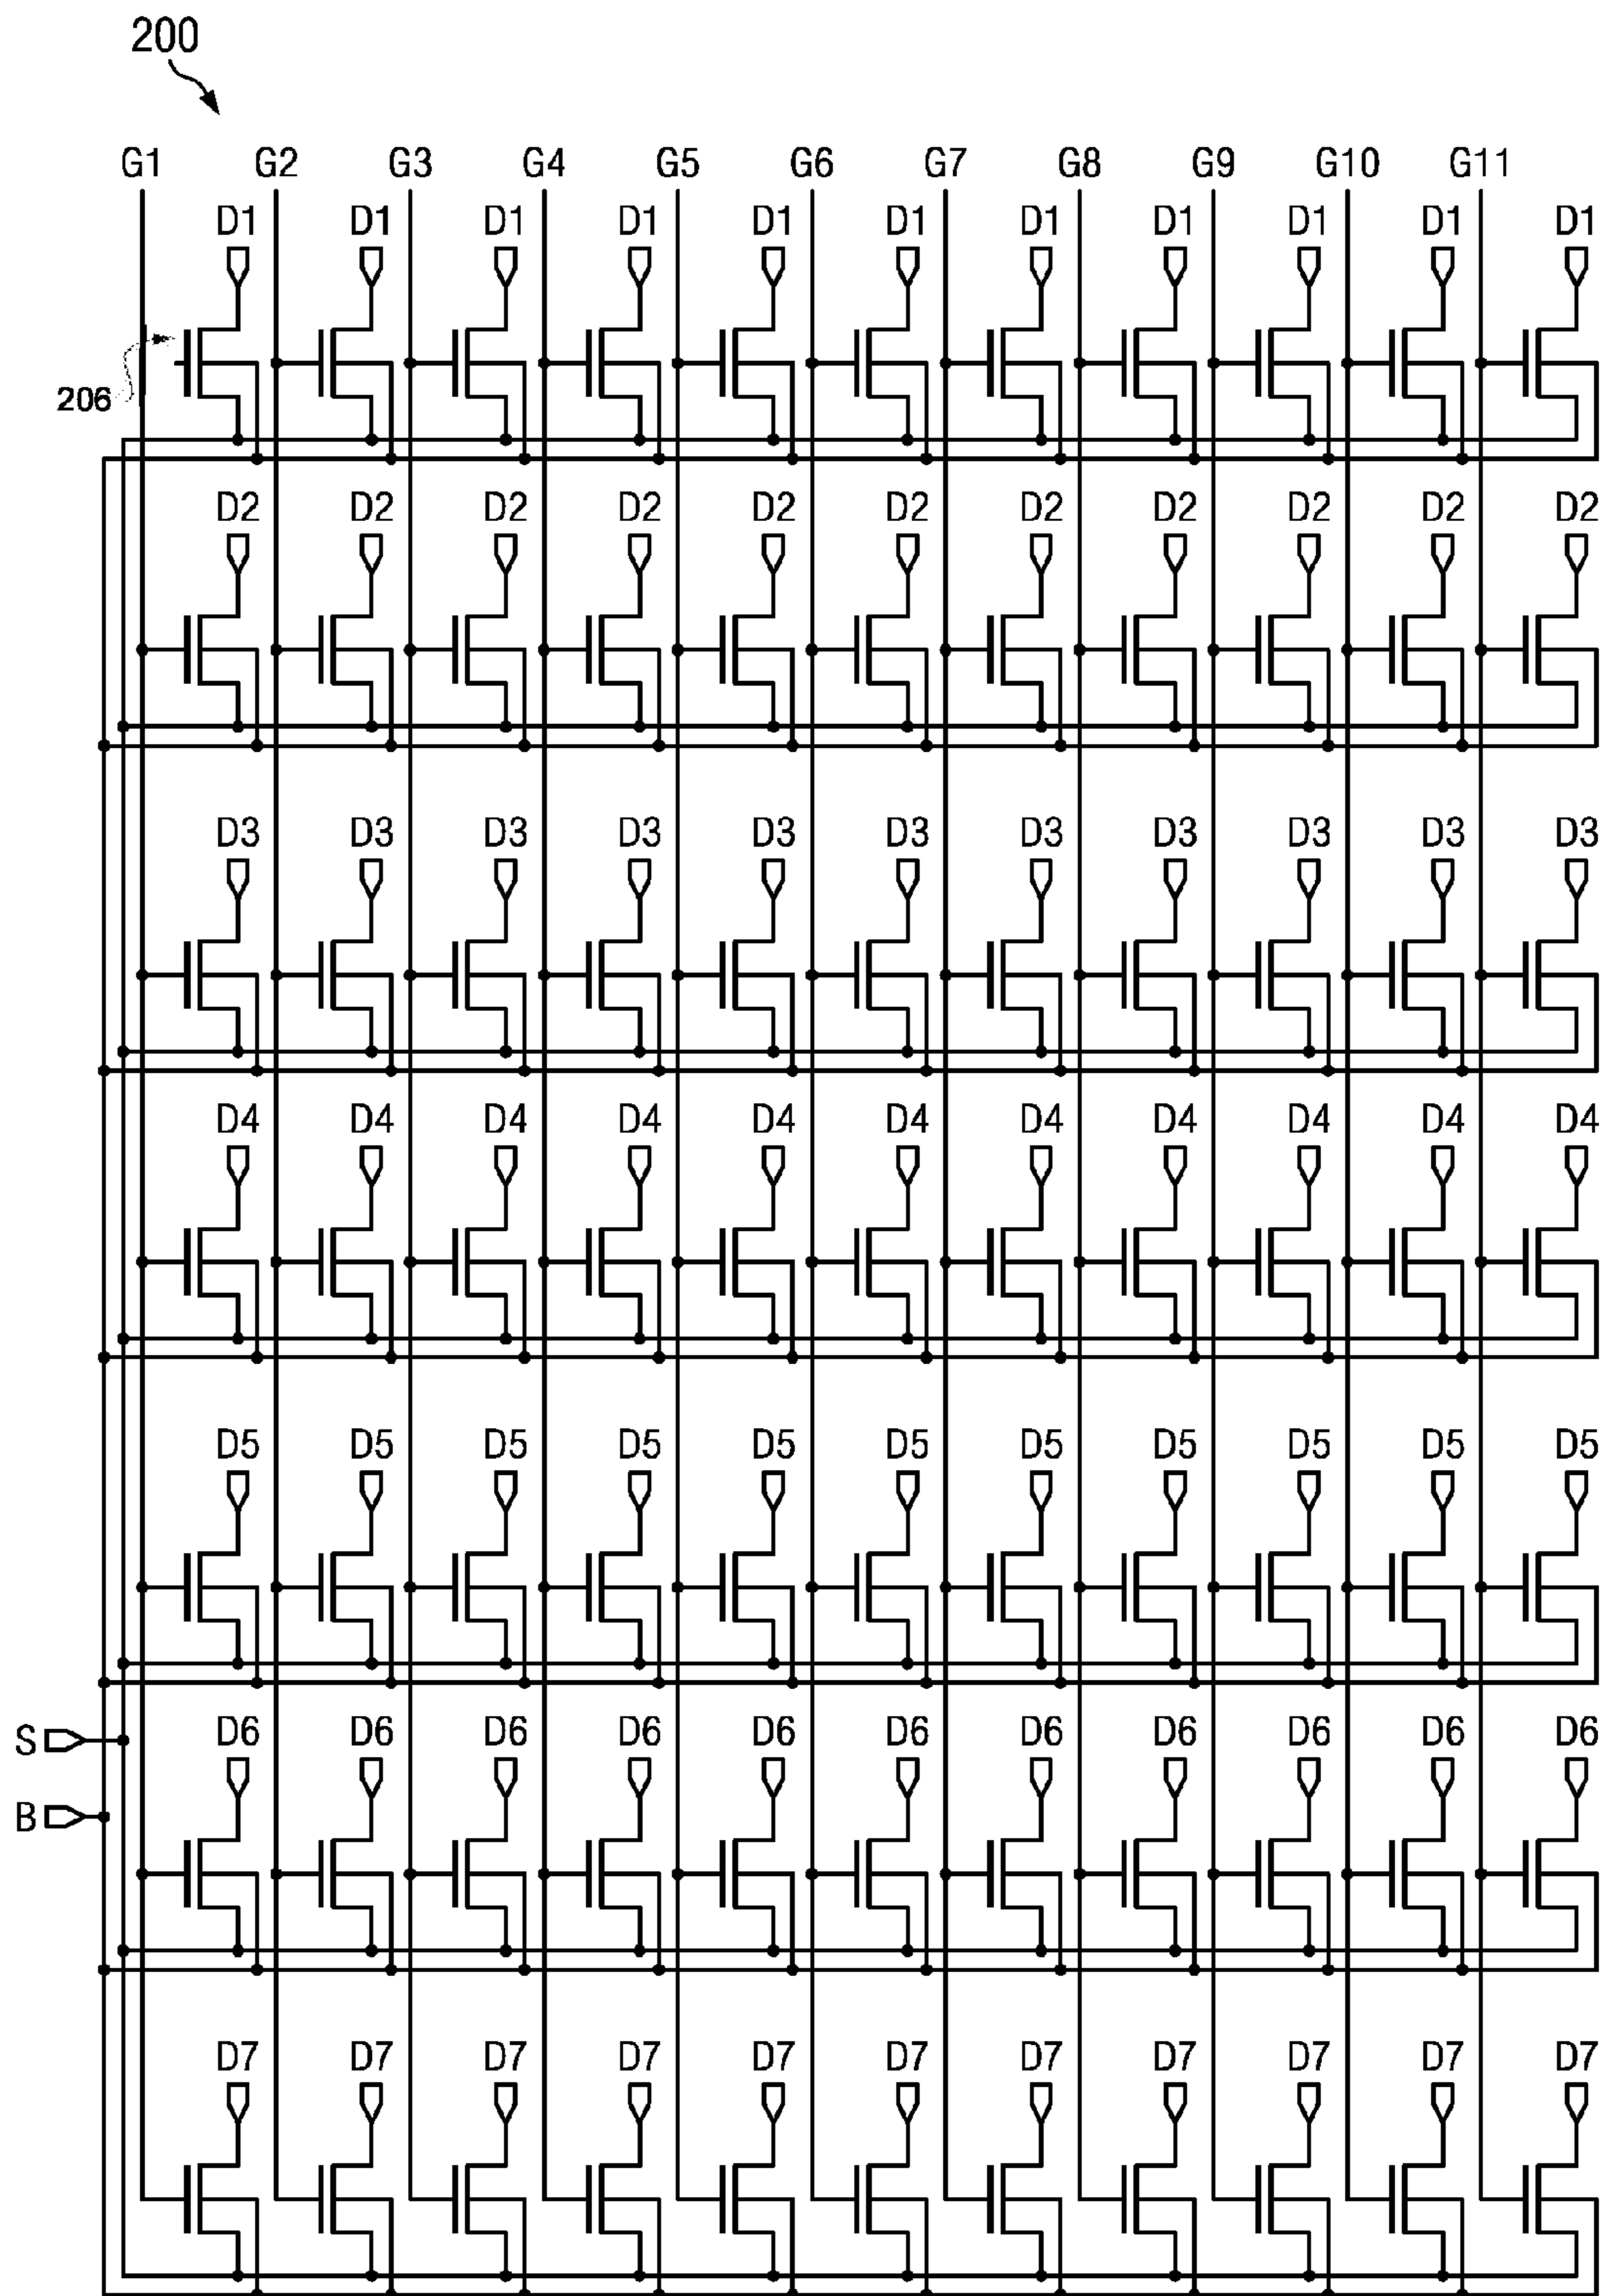 200
G1 G2 G3 G4 G5 G6 G7 G8 G9 G10 G11
D1 D1 D1 D1 D1 D1 D1 D1 D1 D1 D1
206
D2 D2 D2 D2 D2 D2 D2 D2 D2 D2 D2
D3 D3 D3 D3 D3 D3 D3 D3 D3 D3 D3
D4 D4 D4 D4 D4 D4 D4 D4 D4 D4 D4
D5 D5 D5 D5 D5 D5 D5 D5 D5 D5 D5
S D6 D6 D6 D6 D6 D6 D6 D6 D6 D6 D6
B
D7 D7 D7 D7 D7 D7 D7 D7 D7 D7 D7